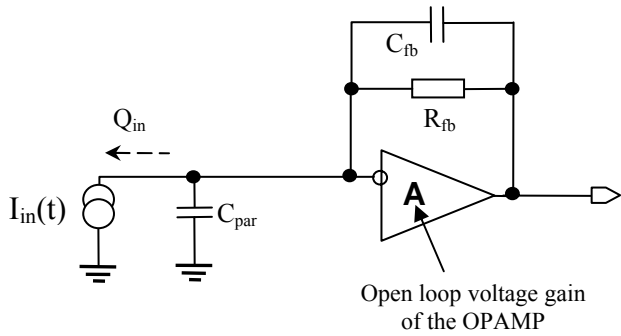 C_fb
R_fb
Q_in
I_in(t)
C_par
A
Open loop voltage gain
of the OPAMP